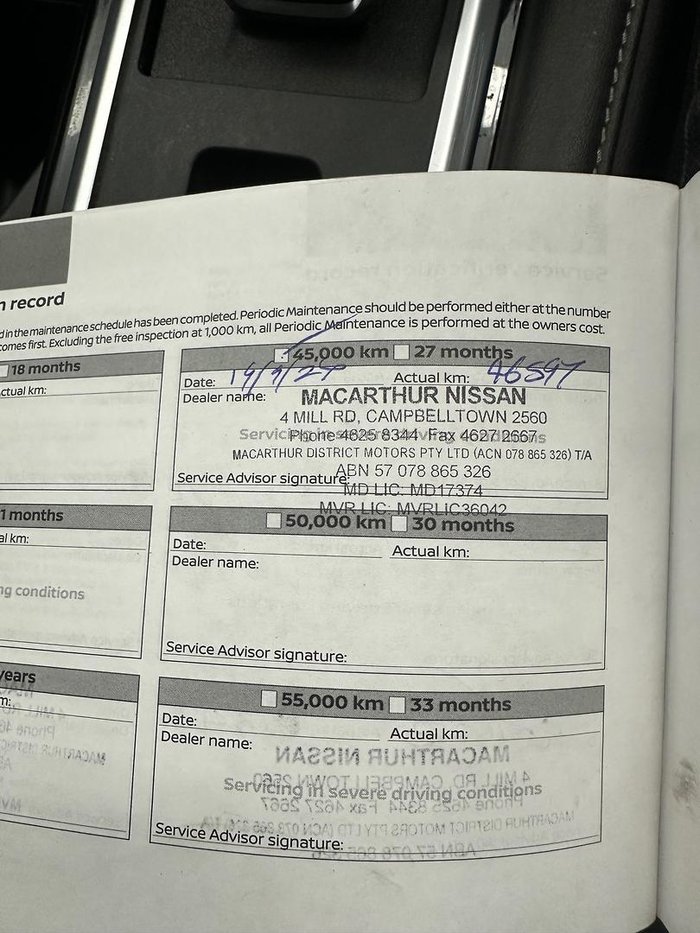 n record
d in the maintenance schedule has been completed. Periodic Maintenance should be performed either at the number
comes first. Excluding the free inspection at 1,000 km, all Periodic Maintenance is performed at the owners cost.
18 months
ctual km:
45,000 km 27 months
Date: Actual km: 46597
Dealer name: MACARTHUR NISSAN
4 MILL RD, CAMPBELLTOWN 2560
Phone 4625 8344 Fax 4627 2667
MACARTHUR DISTRICT MOTORS PTY LTD (ACN 078 865 326) T/A
ABN 57 078 865 326
Service Advisor signature:
MD LIC: MD17374
MVR LIC: MVRLIC36042
1 months
al km:
ng conditions
50,000 km 30 months
Date: Actual km:
Dealer name:
Service Advisor signature:
years
m:
55,000 km 33 months
Date: Actual km:
Dealer name:
Servicing in severe driving conditions
Service Advisor signature: